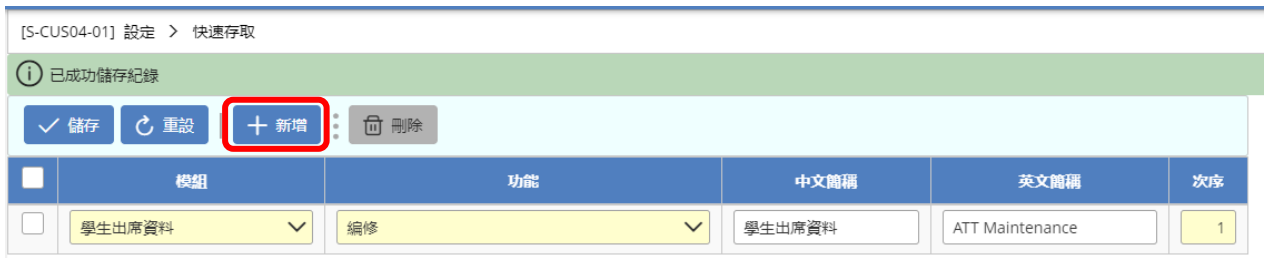 [S-CUS04-01] 設定 > 快速存取
已成功儲存紀錄
儲存 重設 新增 刪除
模組 功能 中文簡稱 英文簡稱 次序
學生出席資料 編修 學生出席資料 ATT Maintenance 1